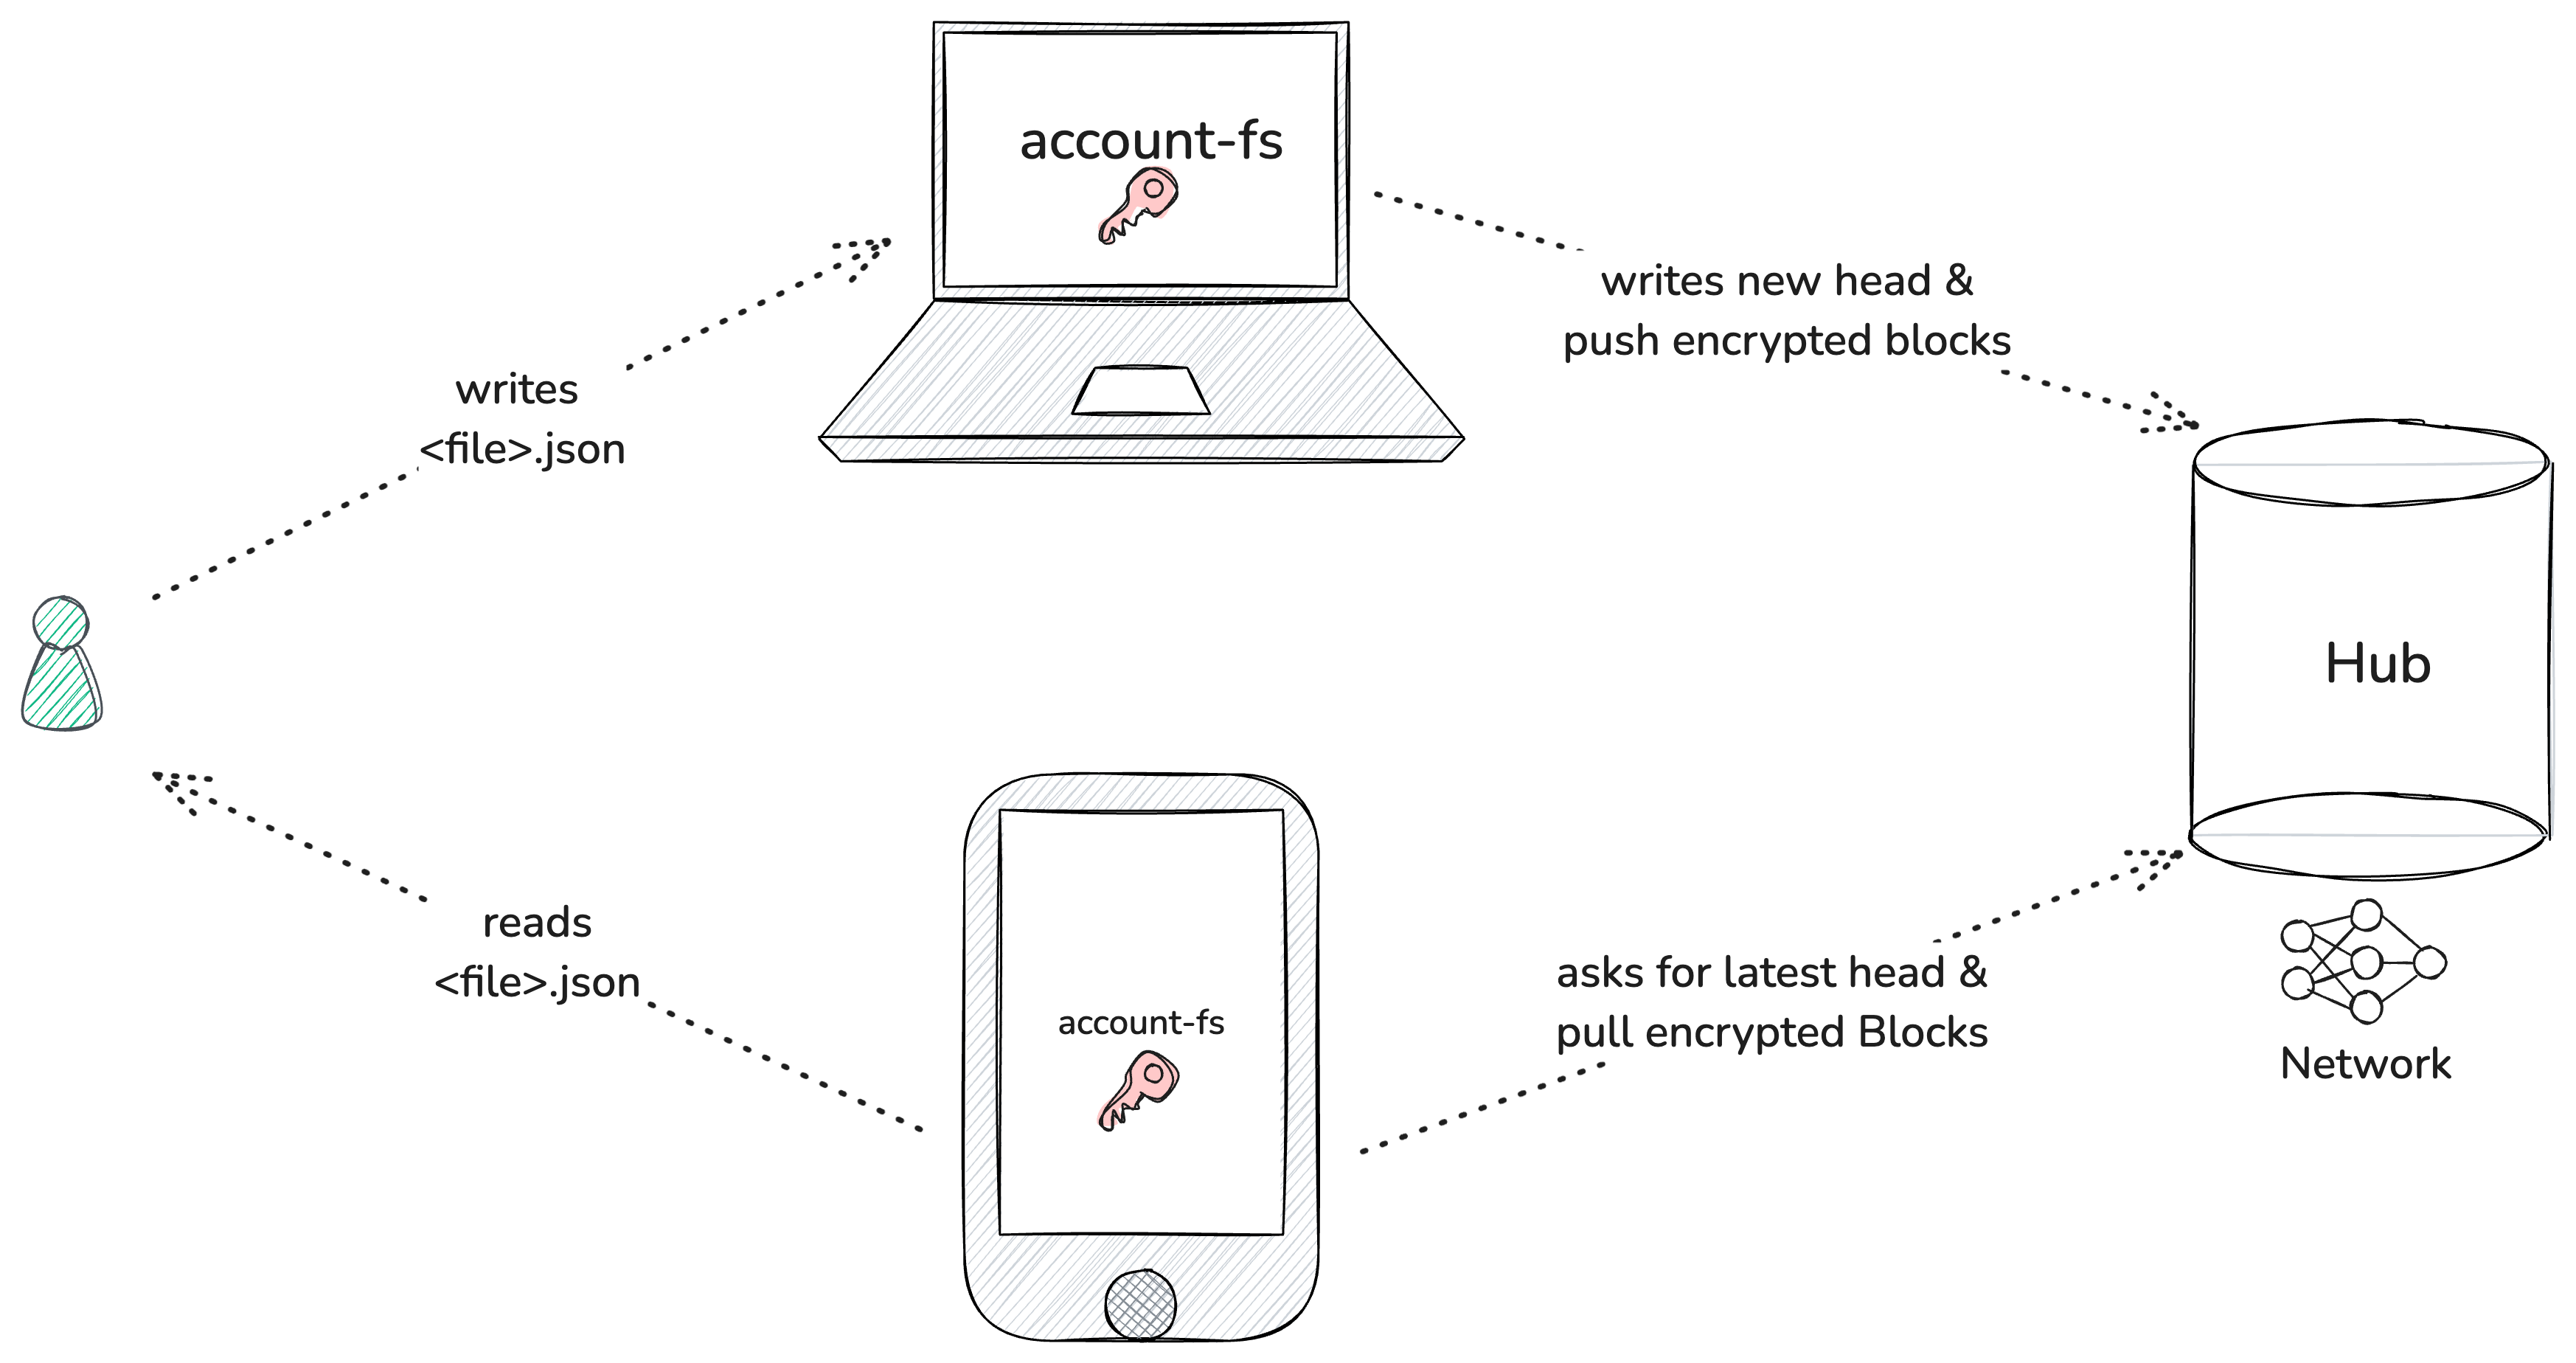 account-fs
writes new head &
push encrypted blocks
writes
<file>.json
Hub
reads
<file>.json
account-fs
asks for latest head &
pull encrypted Blocks
Network